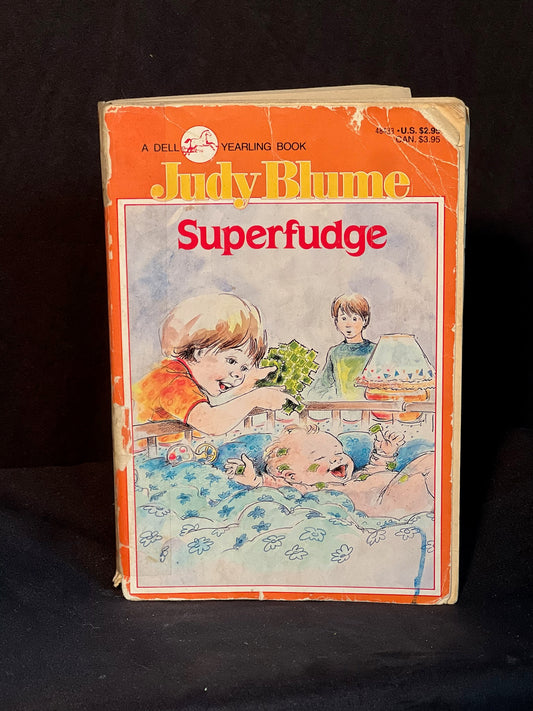 A DELL YEARLING BOOK
U.S. $2.95
CAN. $3.95
Judy Blume
Superfudge